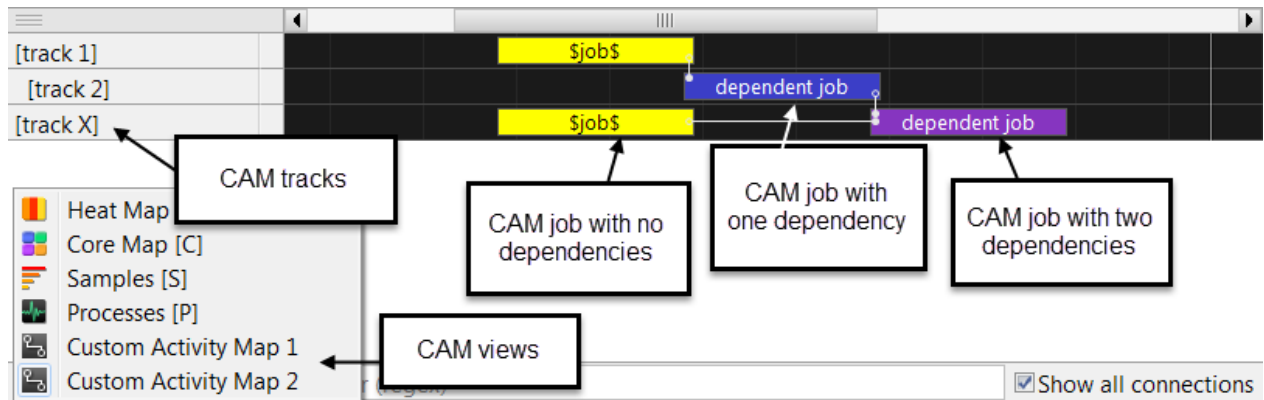 [track 1]
$job$
[track 2]
dependent job
[track X]
$job$
dependent job
CAM tracks
CAM job with no
dependencies
CAM job with
one dependency
CAM job with two
dependencies
Heat Map
Core Map [C]
Samples [S]
Processes [P]
Custom Activity Map 1
Custom Activity Map 2
CAM views
(regex)
Show all connections